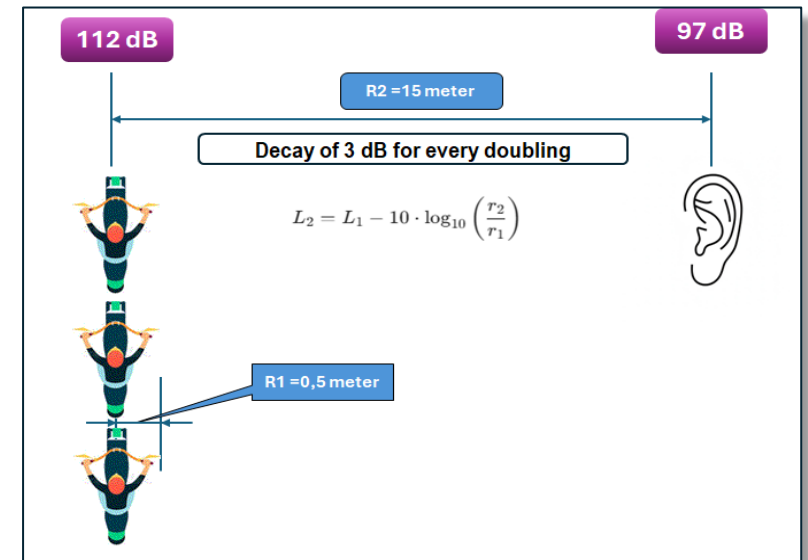 112 dB
97 dB
R2 =15 meter
Decay of 3 dB for every doubling
L₂ = L₁ − 10 · log₁₀ (r₂/r₁)
R1 =0,5 meter